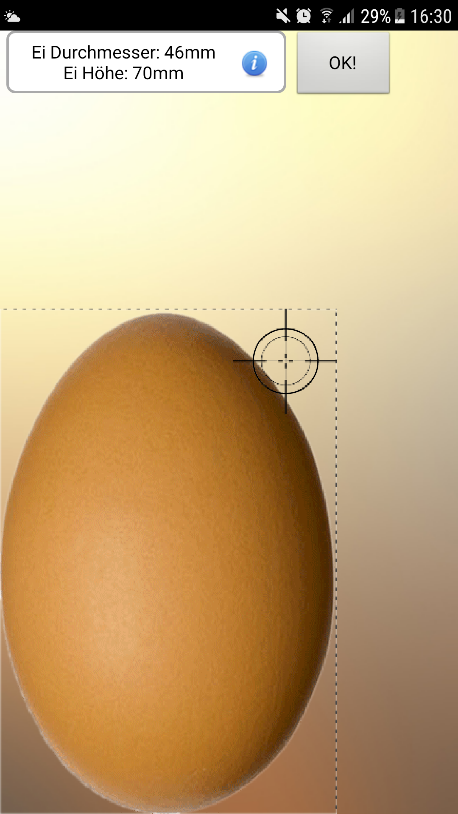 29% 16:30
Ei Durchmesser: 46mm
Ei Höhe: 70mm
i
OK!